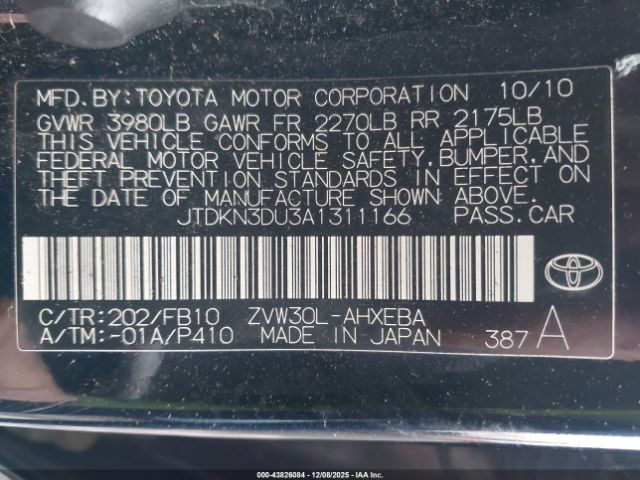 MFD. BY: TOYOTA MOTOR CORPORATION 10/10
GVWR 3980LB GAWR FR 2270LB RR 2175LB
THIS VEHICLE CONFORMS TO ALL APPLICABLE
FEDERAL MOTOR VEHICLE SAFETY, BUMPER, AND
THEFT PREVENTION STANDARDS IN EFFECT ON
THE DATE OF MANUFACTURE SHOWN ABOVE.
JTDKN3DU3A1311166 PASS. CAR
C/TR: 202/FB10 ZVW30L-AHXEBA
A/TM: -01A/P410 MADE IN JAPAN 387 A
000-43826084 | 12/08/2025 | IAAI.CA